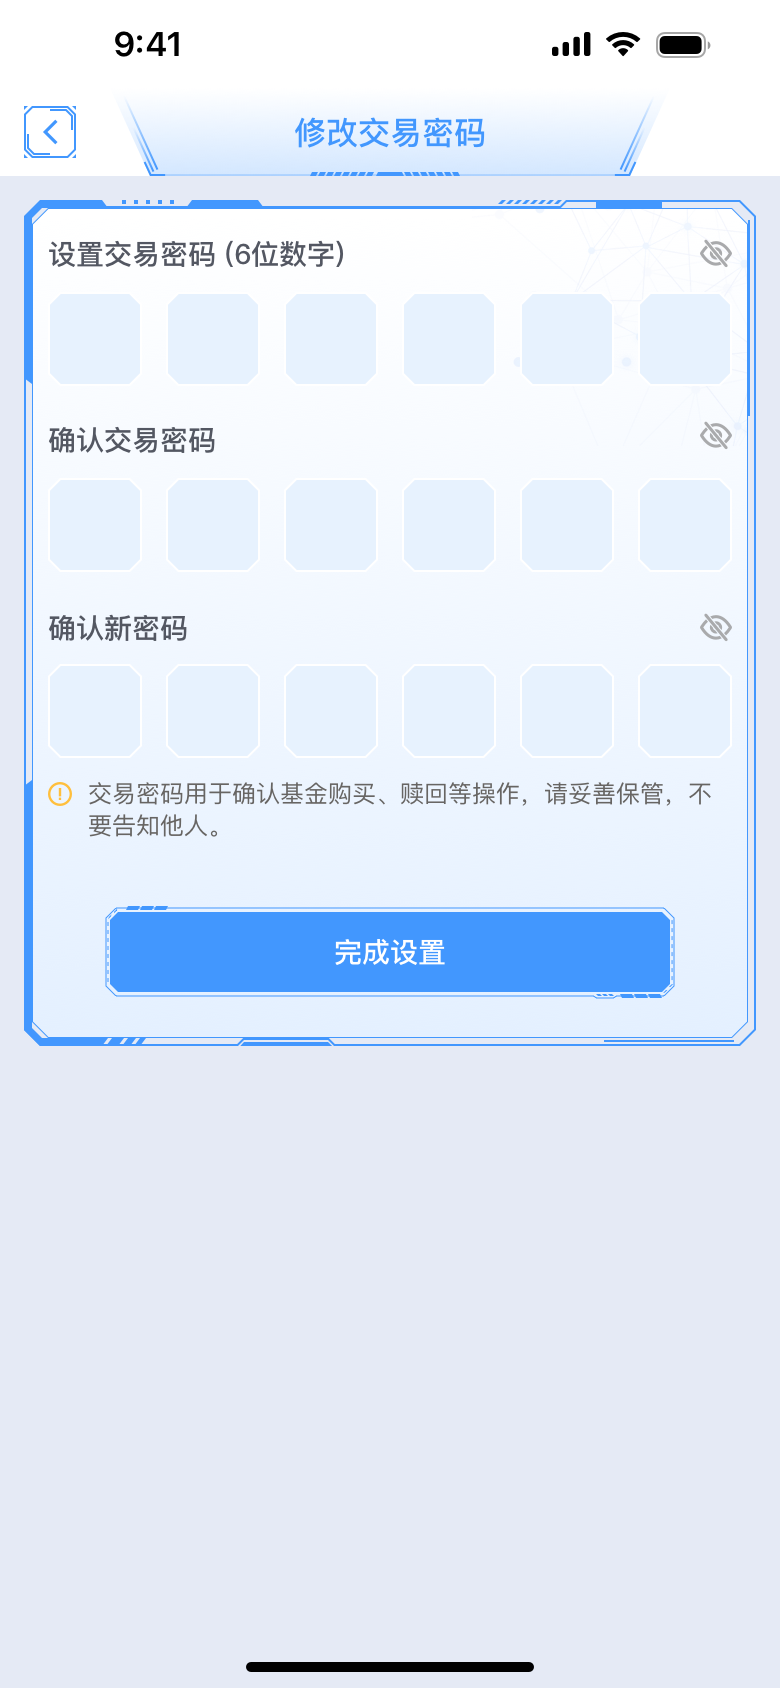 9:41
修改交易密码
设置交易密码 (6位数字)
确认交易密码
确认新密码
交易密码用于确认基金购买、赎回等操作，请妥善保管，不
要告知他人。
完成设置